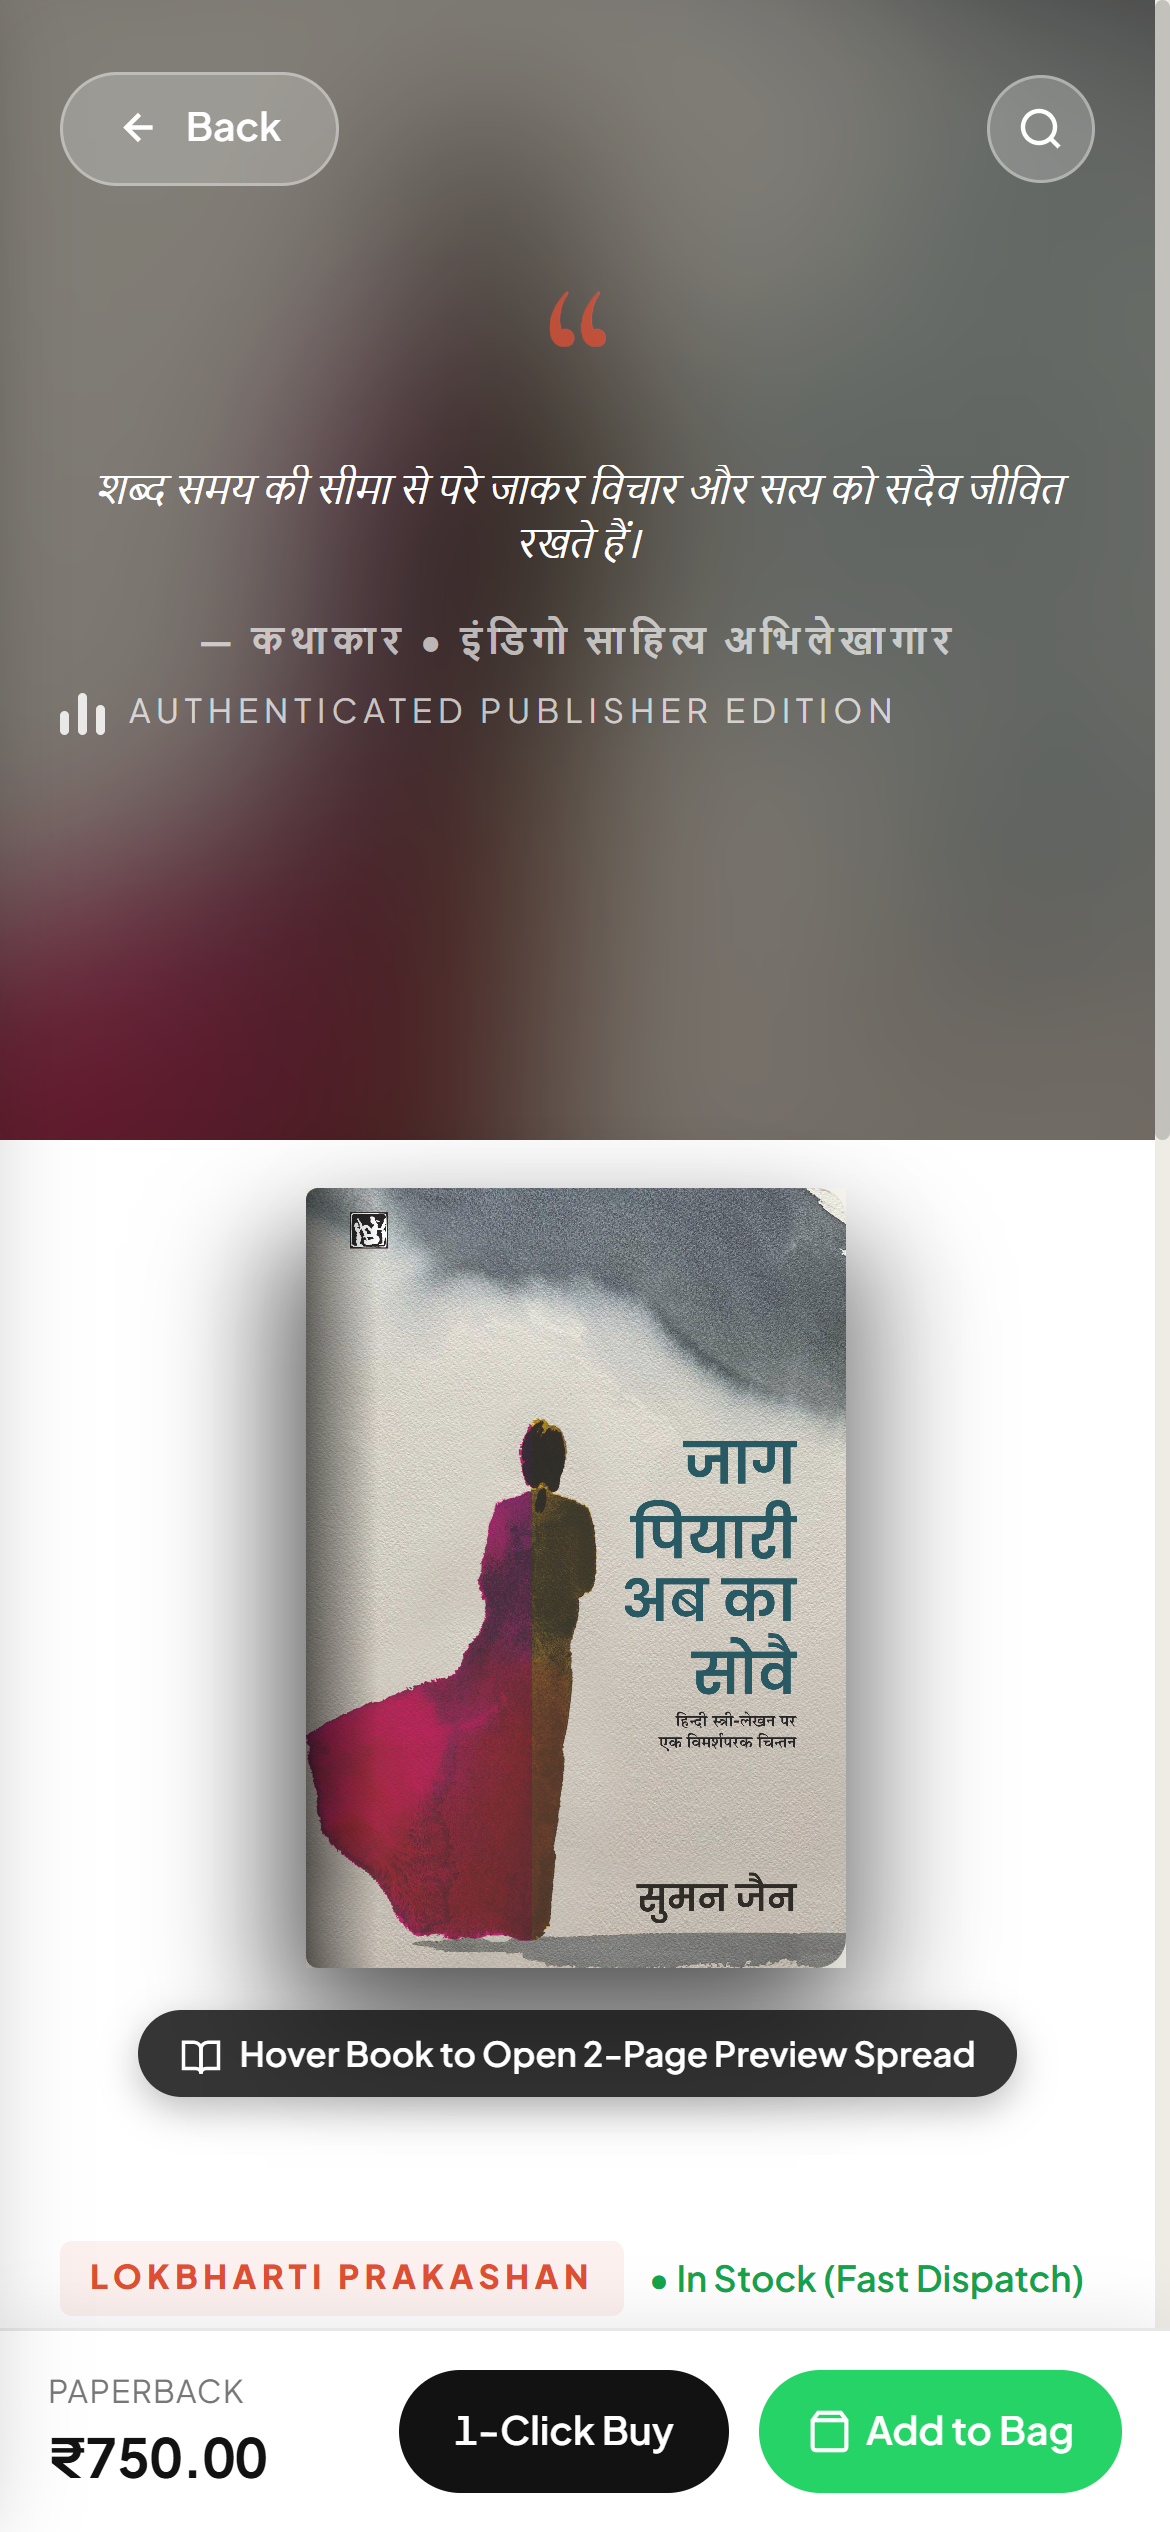 Back
“
शब्द समय की सीमा से परे जाकर विचार और सत्य को सदैव जीवित
रखते हैं।
— कथाकार • इंडिगो साहित्य अभिलेखागार
AUTHENTICATED PUBLISHER EDITION
जाग
पियारी
अब का
सोवै
हिन्दी स्त्री-लेखन पर
एक विमर्शपरक चिन्तन
सुमन जैन
Hover Book to Open 2-Page Preview Spread
LOKBHARTI PRAKASHAN
• In Stock (Fast Dispatch)
PAPERBACK
₹750.00
1-Click Buy
Add to Bag